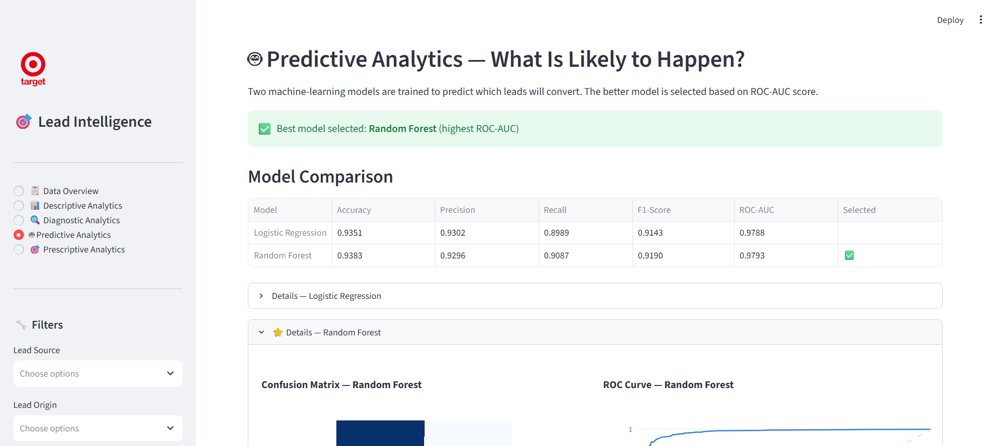 Deploy
target
🎯 Lead Intelligence
📋 Data Overview
📊 Descriptive Analytics
🔍 Diagnostic Analytics
Predictive Analytics
🎯 Prescriptive Analytics
🔧 Filters
Lead Source
Choose options
Lead Origin
Choose options
Predictive Analytics — What Is Likely to Happen?
Two machine-learning models are trained to predict which leads will convert. The better model is selected based on ROC-AUC score.
✅ Best model selected: Random Forest (highest ROC-AUC)
Model Comparison
Model Accuracy Precision Recall F1-Score ROC-AUC Selected
Logistic Regression 0.9351 0.9302 0.8989 0.9143 0.9788
Random Forest 0.9383 0.9296 0.9087 0.9190 0.9793 ✅
Details — Logistic Regression
⭐ Details — Random Forest
Confusion Matrix — Random Forest
ROC Curve — Random Forest
1